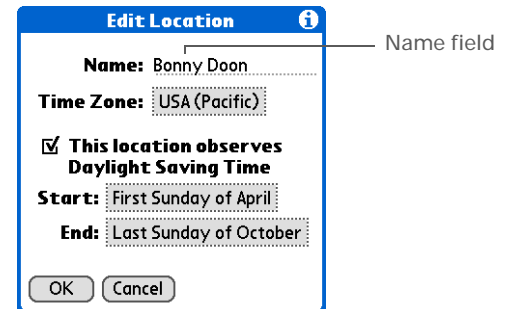 Edit Location
Name field
Name: Bonny Doon
Time Zone: USA (Pacific)
This location observes
Daylight Saving Time
Start: First Sunday of April
End: Last Sunday of October
OK Cancel